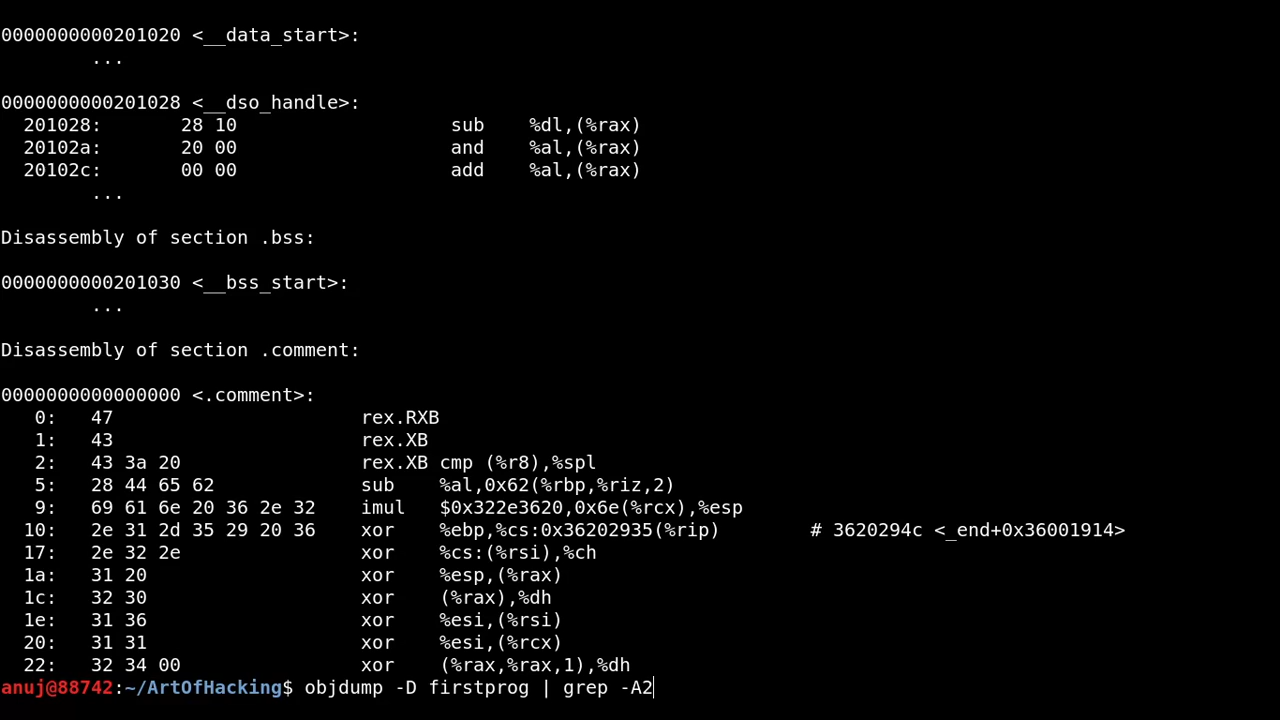 0000000000201020 <__data_start>:
        ...

0000000000201028 <__dso_handle>:
  201028:       28 10                   sub    %dl,(%rax)
  20102a:       20 00                   and    %al,(%rax)
  20102c:       00 00                   add    %al,(%rax)
        ...

Disassembly of section .bss:

0000000000201030 <__bss_start>:
        ...

Disassembly of section .comment:

0000000000000000 <.comment>:
   0:   47                      rex.RXB
   1:   43                      rex.XB
   2:   43 3a 20                rex.XB cmp (%r8),%spl
   5:   28 44 65 62             sub    %al,0x62(%rbp,%riz,2)
   9:   69 61 6e 20 36 2e 32    imul   $0x322e3620,0x6e(%rcx),%esp
  10:   2e 31 2d 35 29 20 36    xor    %ebp,%cs:0x36202935(%rip)        # 3620294c <_end+0x36001914>
  17:   2e 32 2e                xor    %cs:(%rsi),%ch
  1a:   31 20                   xor    %esp,(%rax)
  1c:   32 30                   xor    (%rax),%dh
  1e:   31 36                   xor    %esi,(%rsi)
  20:   31 31                   xor    %esi,(%rcx)
  22:   32 34 00                xor    (%rax,%rax,1),%dh
anuj@88742:~/ArtOfHacking$ objdump -D firstprog | grep -A2